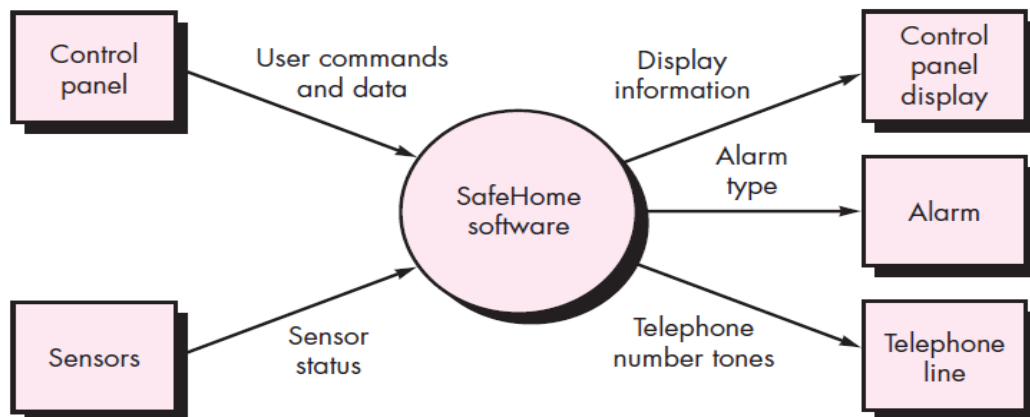 Control
panel
User commands
and data
Display
information
Control
panel
display
SafeHome
software
Alarm
type
Alarm
Sensors
Sensor
status
Telephone
number tones
Telephone
line